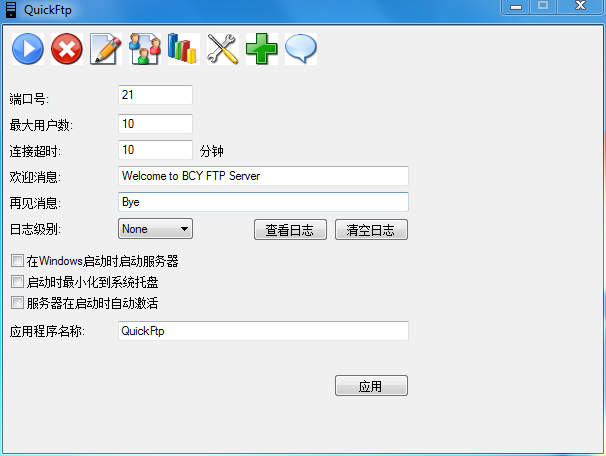 QuickFtp
端口号: 21
最大用户数: 10
连接超时: 10 分钟
欢迎消息: Welcome to BCY FTP Server
再见消息: Bye
日志级别: None 查看日志 清空日志
在Windows启动时启动服务器
启动时最小化到系统托盘
服务器在启动时自动激活
应用程序名称: QuickFtp
应用